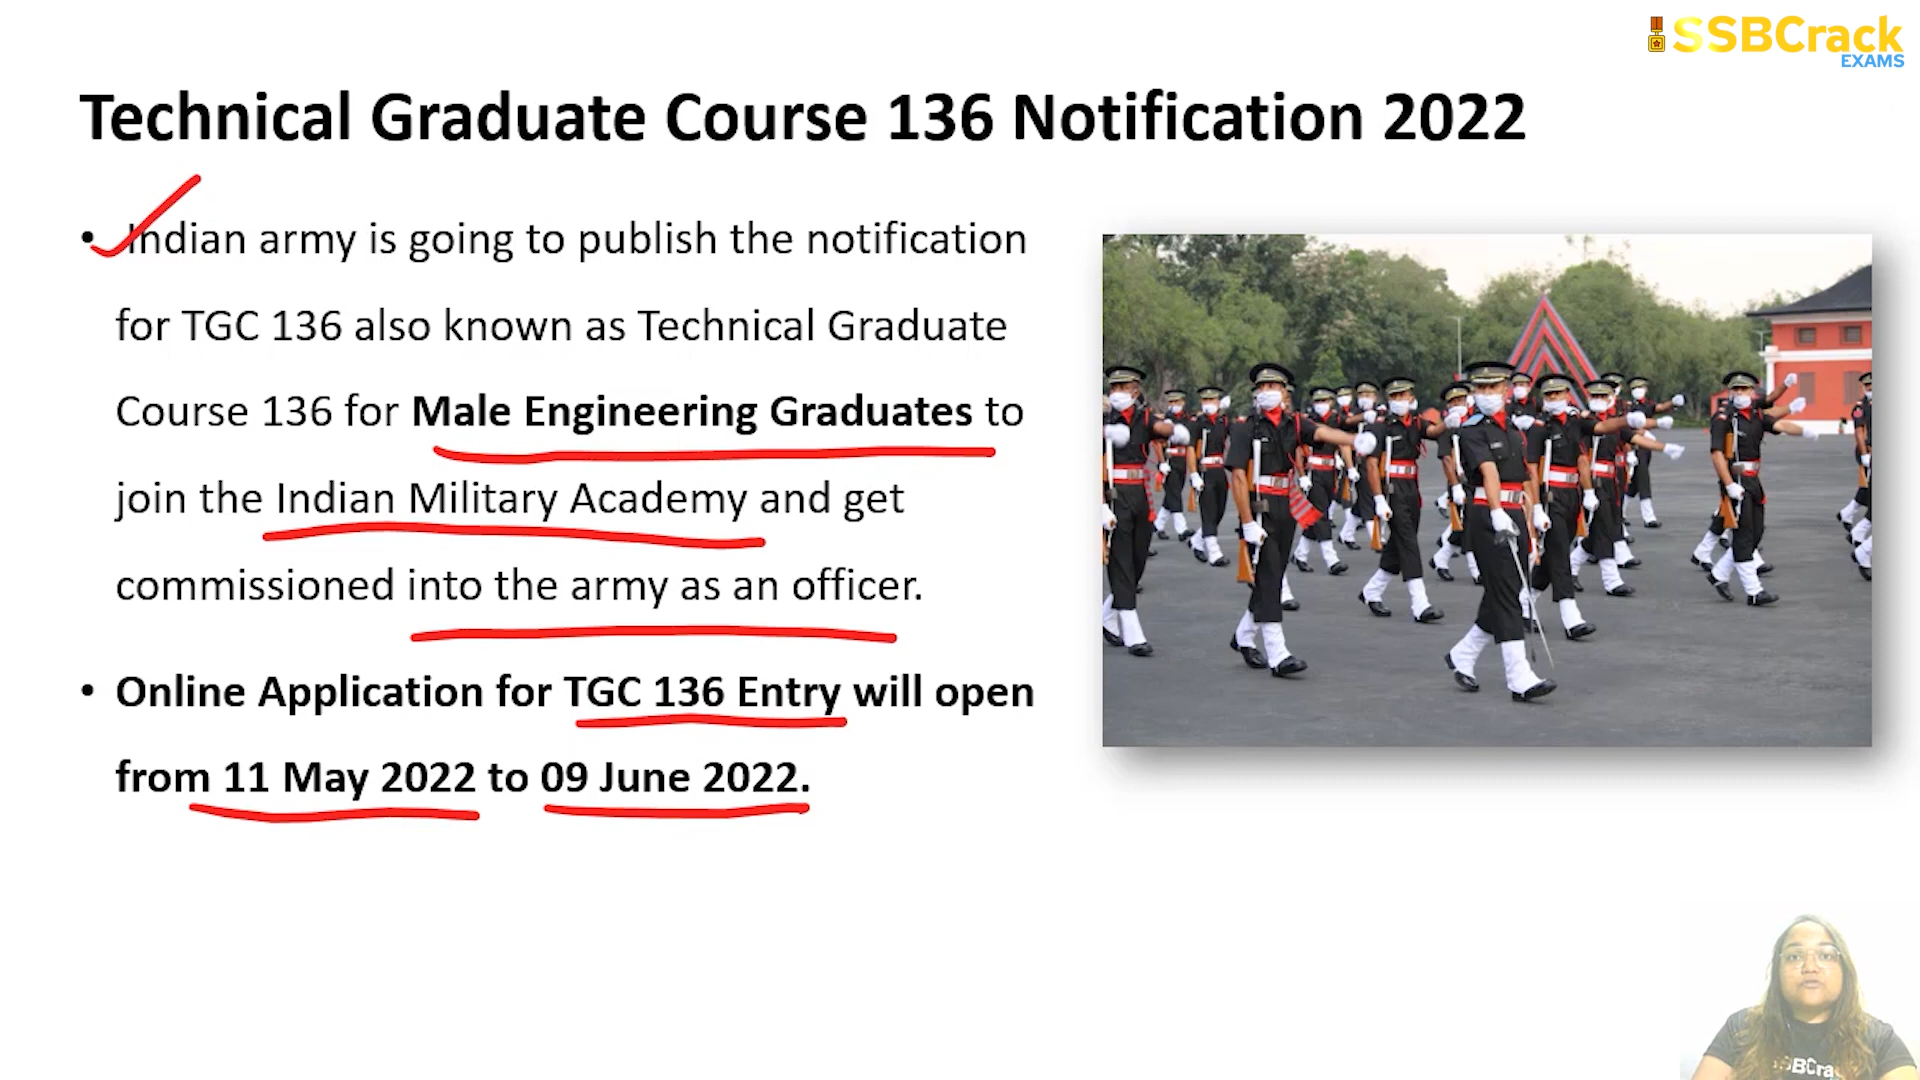 SSBCrack
EXAMS
Technical Graduate Course 136 Notification 2022
• Indian army is going to publish the notification
for TGC 136 also known as Technical Graduate
Course 136 for Male Engineering Graduates to
join the Indian Military Academy and get
commissioned into the army as an officer.
• Online Application for TGC 136 Entry will open
from 11 May 2022 to 09 June 2022.